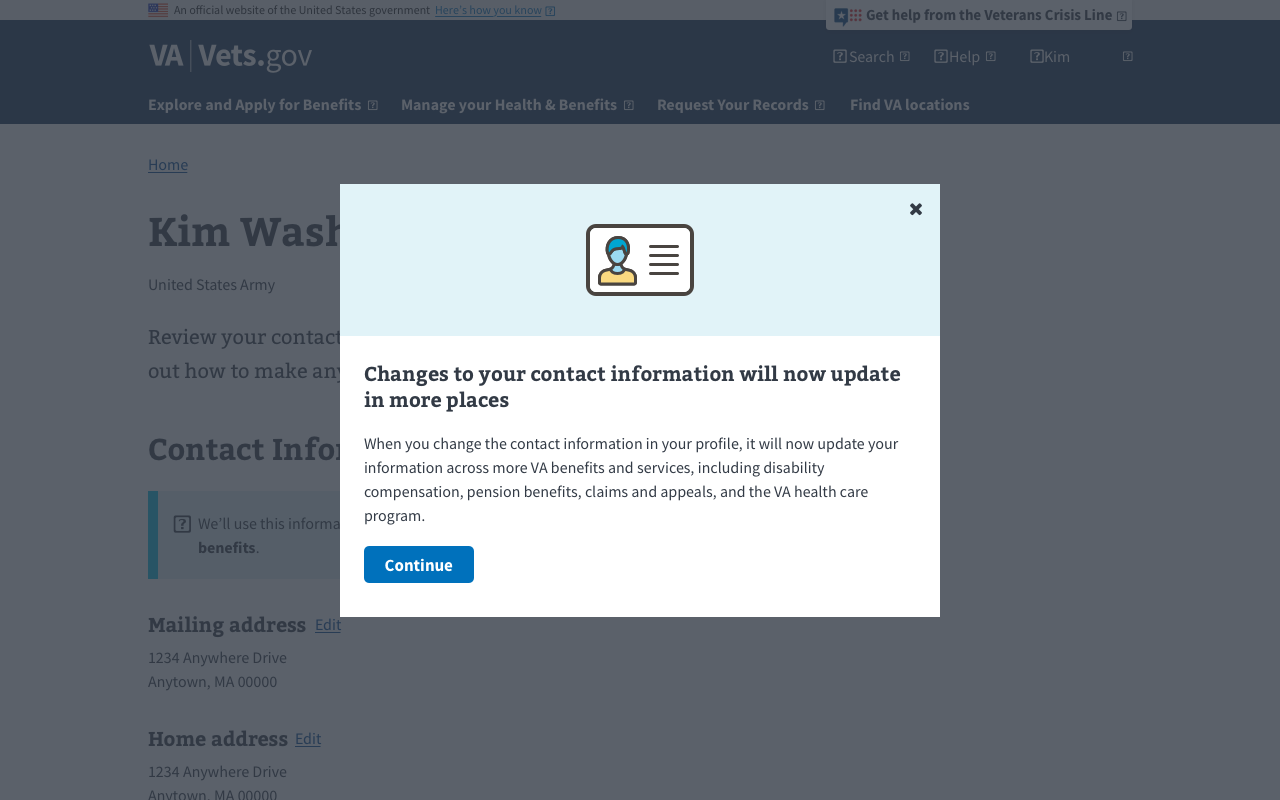 An official website of the United States government Here's how you know
Get help from the Veterans Crisis Line
VA Vets.gov
Search Help Kim
Explore and Apply for Benefits Manage your Health & Benefits Request Your Records Find VA locations
Home
Kim Wash
United States Army
Review your contact
out how to make any
Contact Infor
We'll use this informa
benefits.
Changes to your contact information will now update
in more places
When you change the contact information in your profile, it will now update your
information across more VA benefits and services, including disability
compensation, pension benefits, claims and appeals, and the VA health care
program.
Continue
Mailing address Edit
1234 Anywhere Drive
Anytown, MA 00000
Home address Edit
1234 Anywhere Drive
Anytown, MA 00000